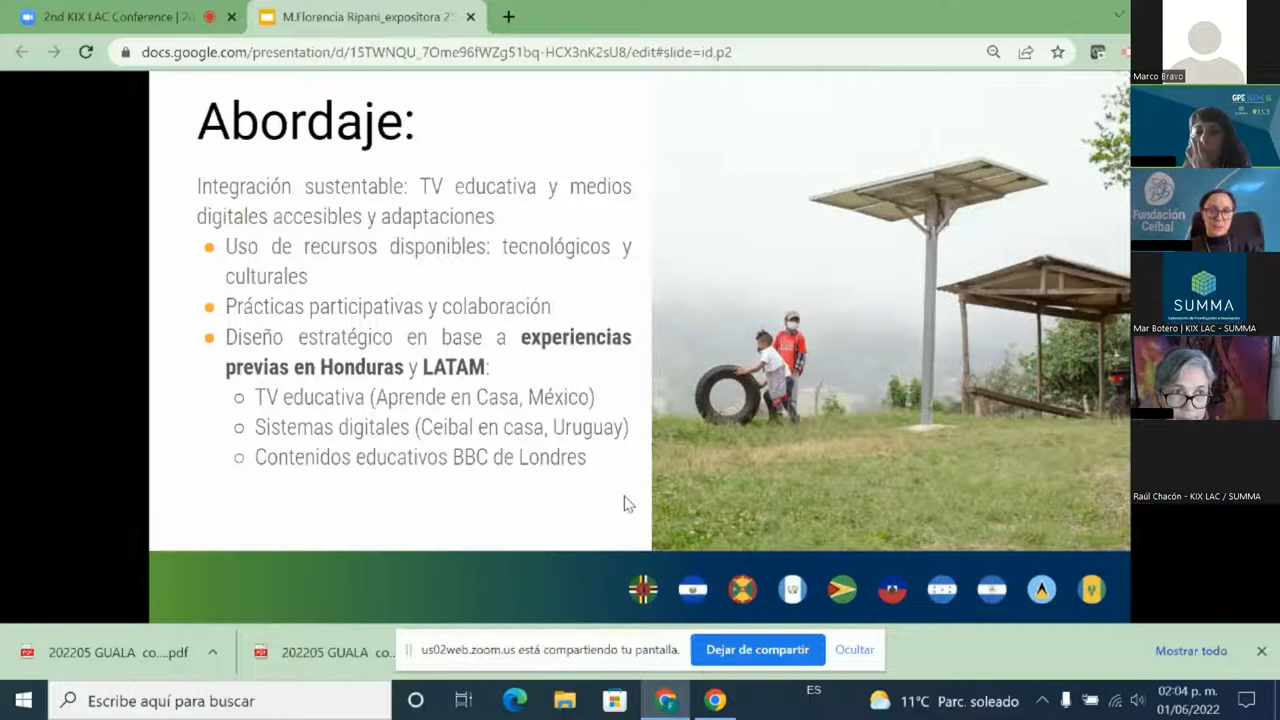 2nd KIX LAC Conference | 2d
M.Florencia Ripani_expositora 2
docs.google.com/presentation/d/15TWNQU_7Ome96fWZg51bq-HCX3nK2sU8/edit#slide=id.p2
Abordaje:
Integración sustentable: TV educativa y medios
digitales accesibles y adaptaciones
Uso de recursos disponibles: tecnológicos y
culturales
Prácticas participativas y colaboración
Diseño estratégico en base a experiencias
previas en Honduras y LATAM:
TV educativa (Aprende en Casa, México)
Sistemas digitales (Ceibal en casa, Uruguay)
Contenidos educativos BBC de Londres
Marco Bravo
GPE
Fundación
Ceibal
SUMMA
Mar Botero | KIX LAC - SUMMA
Raúl Chacón - KIX LAC / SUMMA
202205 GUALA co....pdf
202205 GUALA co..
us02web.zoom.us está compartiendo tu pantalla.
Dejar de compartir
Ocultar
Mostrar todo
Escribe aquí para buscar
ES
11°C Parc. soleado
02:04 p. m.
01/06/2022